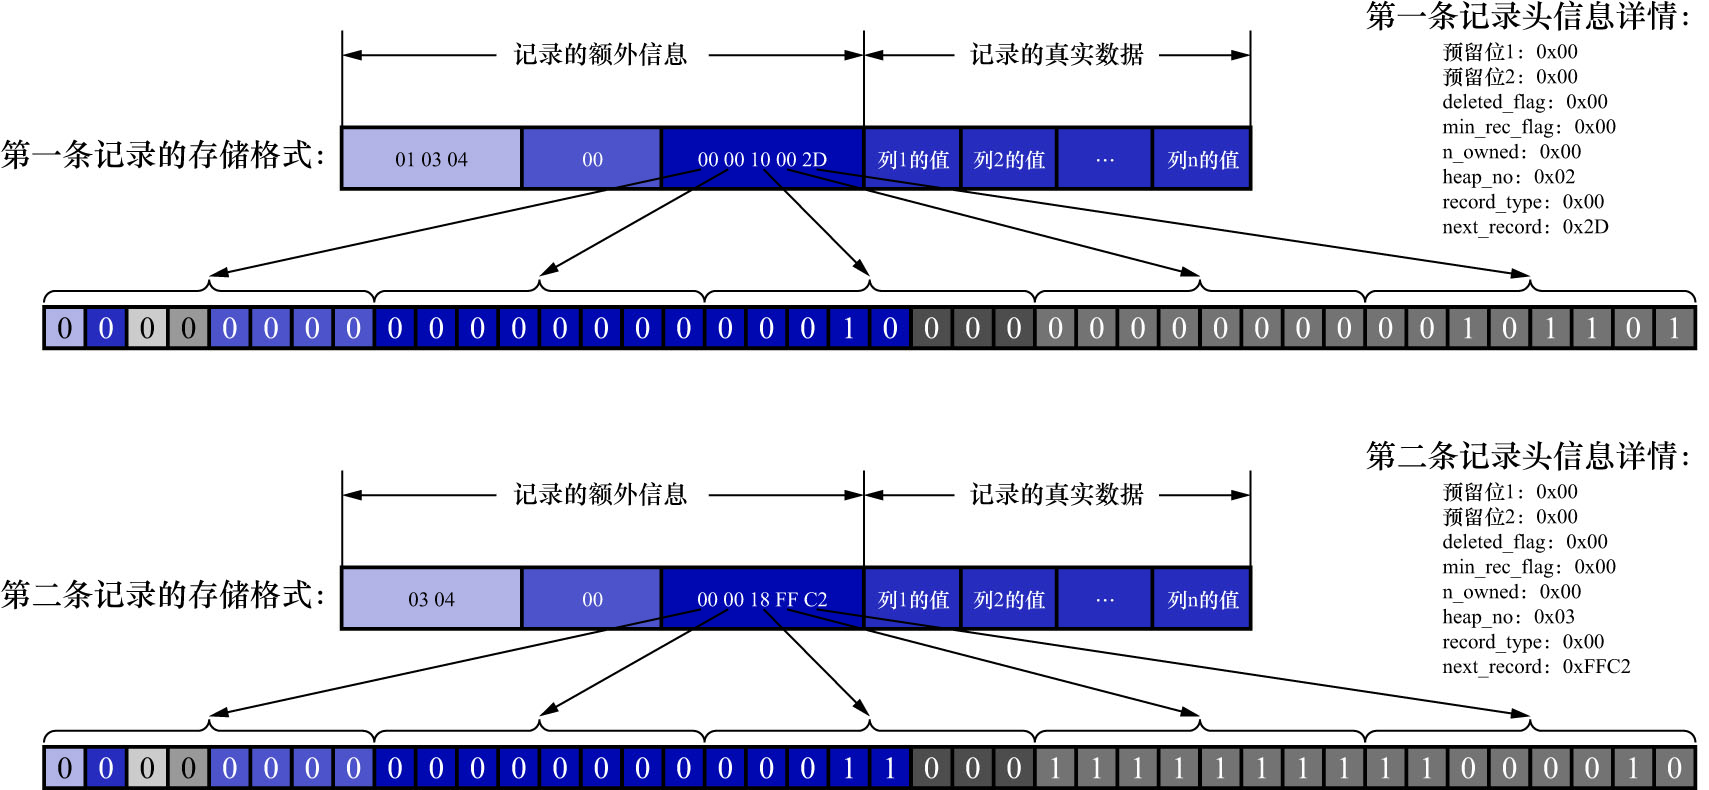 第一条记录头信息详情：
预留位1：0x00
预留位2：0x00
deleted_flag：0x00
min_rec_flag：0x00
n_owned：0x00
heap_no：0x02
record_type：0x00
next_record：0x2D
记录的额外信息 记录的真实数据
第一条记录的存储格式： 01 03 04 00 00 00 10 00 2D 列1的值 列2的值 ··· 列n的值
0 0 0 0 0 0 0 0 0 0 0 0 0 0 0 0 0 0 0 1 0 0 0 0 0 0 0 0 0 0 0 0 0 0 1 0 1 1 0 1
第二条记录头信息详情：
预留位1：0x00
预留位2：0x00
deleted_flag：0x00
min_rec_flag：0x00
n_owned：0x00
heap_no：0x03
record_type：0x00
next_record：0xFFC2
记录的额外信息 记录的真实数据
第二条记录的存储格式： 03 04 00 00 00 18 FF C2 列1的值 列2的值 ··· 列n的值
0 0 0 0 0 0 0 0 0 0 0 0 0 0 0 0 0 0 0 1 1 0 0 0 1 1 1 1 1 1 1 1 1 1 0 0 0 0 1 0